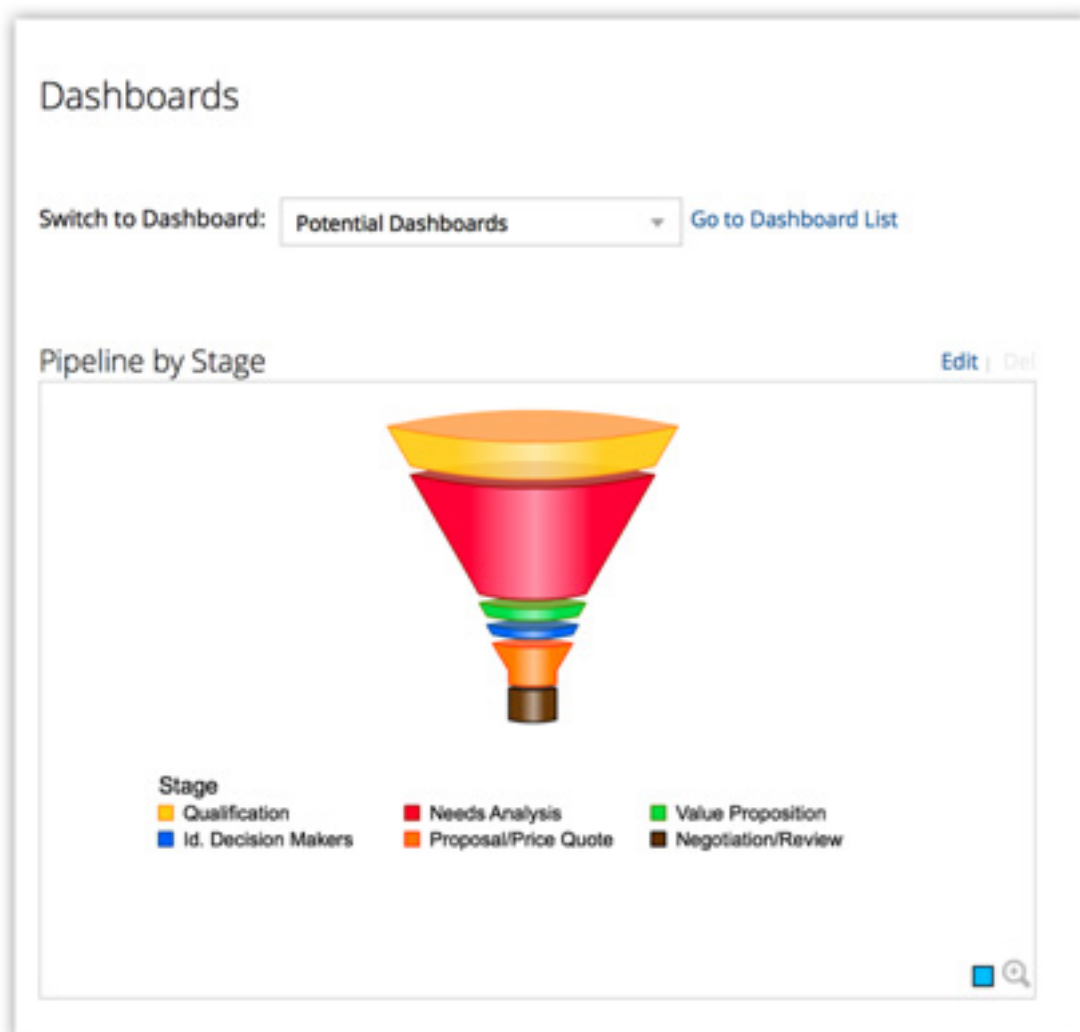 Dashboards
Switch to Dashboard: Potential Dashboards Go to Dashboard List
Pipeline by Stage Edit | Del
Stage
Qualification Needs Analysis Value Proposition
Id. Decision Makers Proposal/Price Quote Negotiation/Review